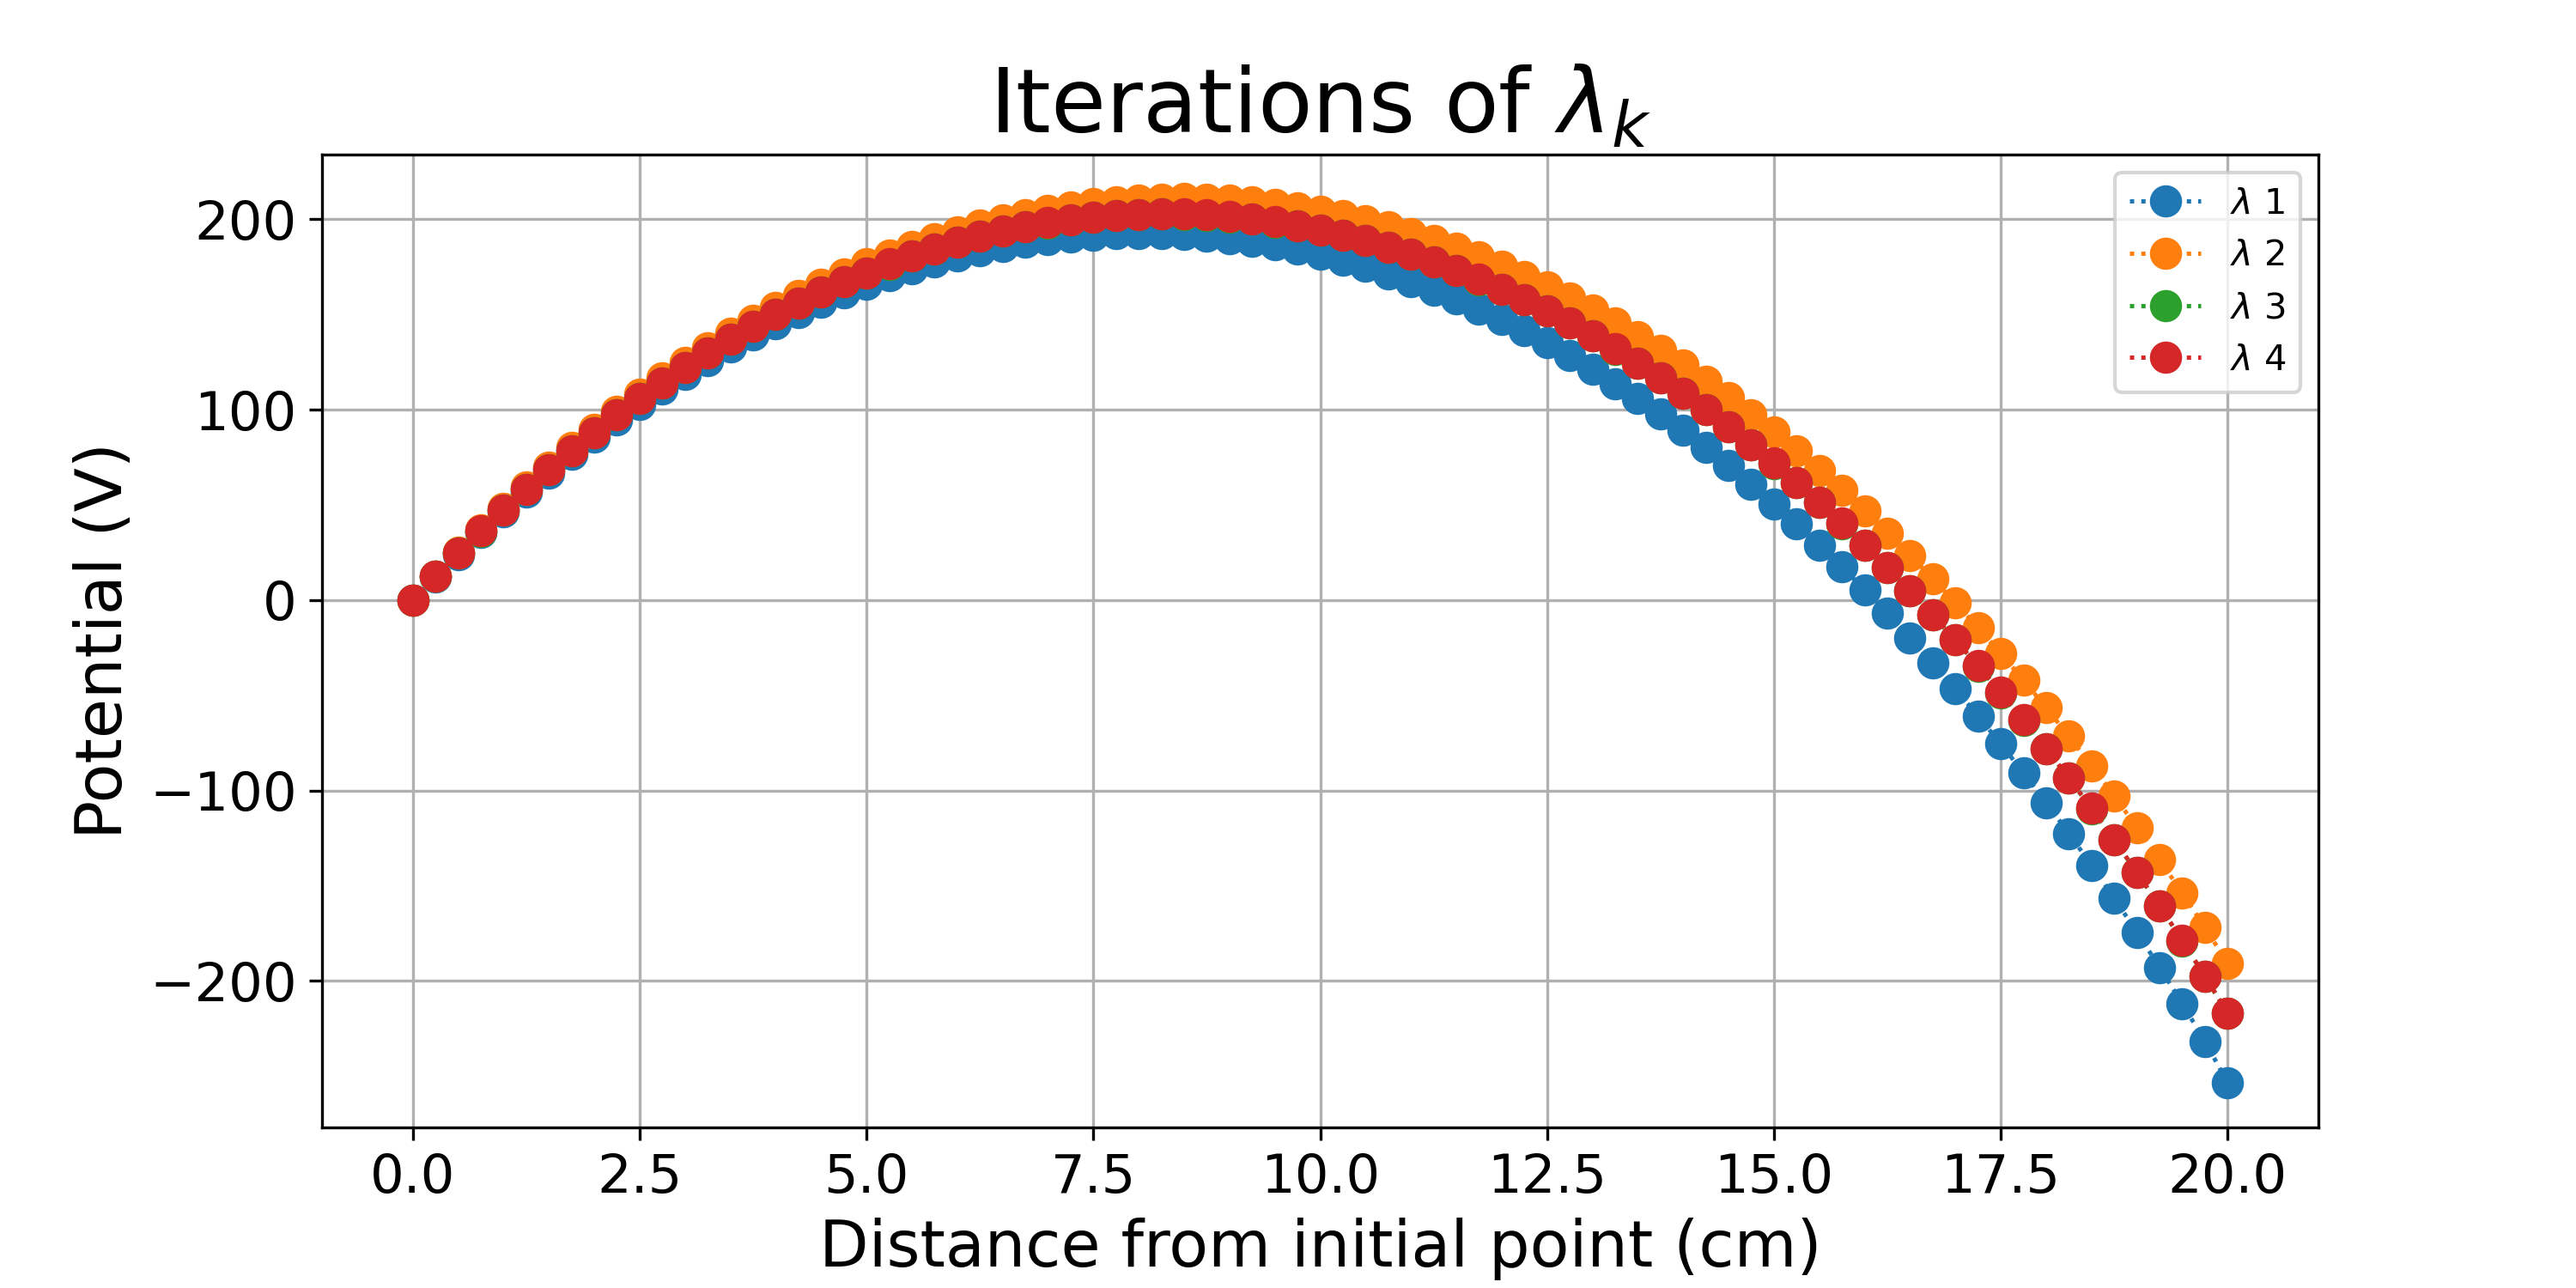 Iterations of λk
λ 1
λ 2
λ 3
λ 4
200
100
0
−100
−200
Potential (V)
0.0 2.5 5.0 7.5 10.0 12.5 15.0 17.5 20.0
Distance from initial point (cm)